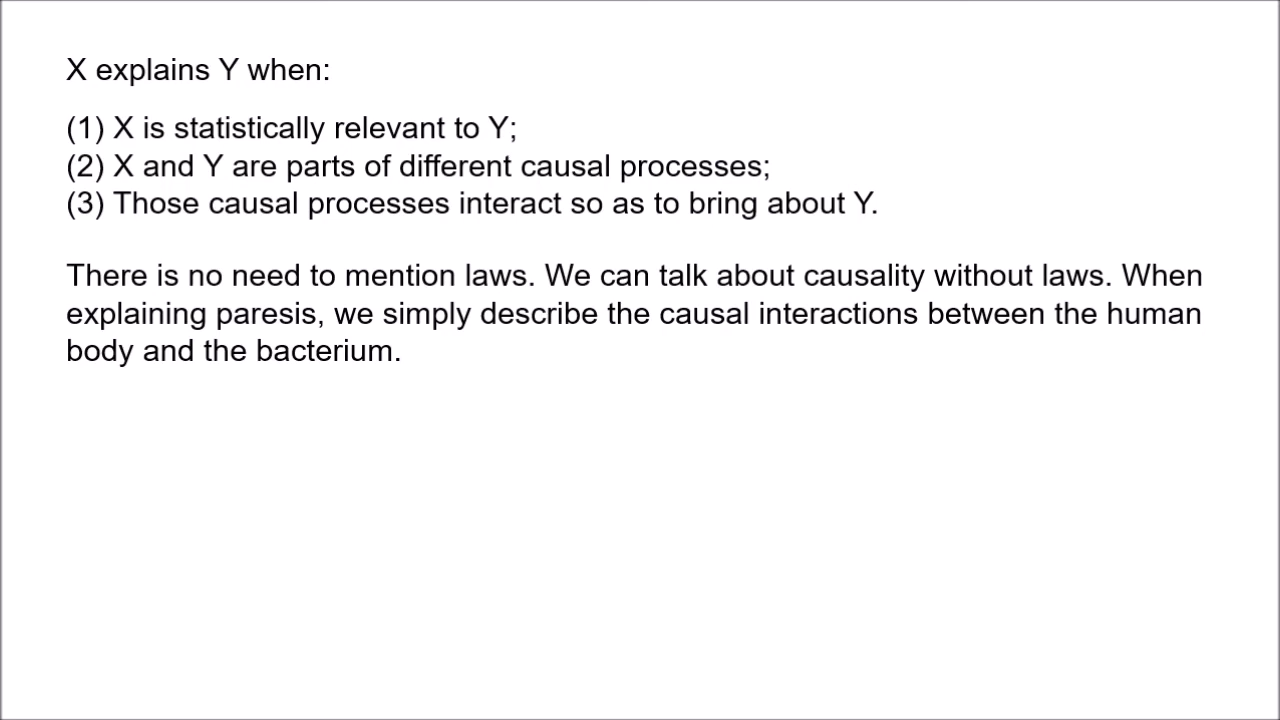 X explains Y when:
(1) X is statistically relevant to Y;
(2) X and Y are parts of different causal processes;
(3) Those causal processes interact so as to bring about Y.
There is no need to mention laws. We can talk about causality without laws. When
explaining paresis, we simply describe the causal interactions between the human
body and the bacterium.